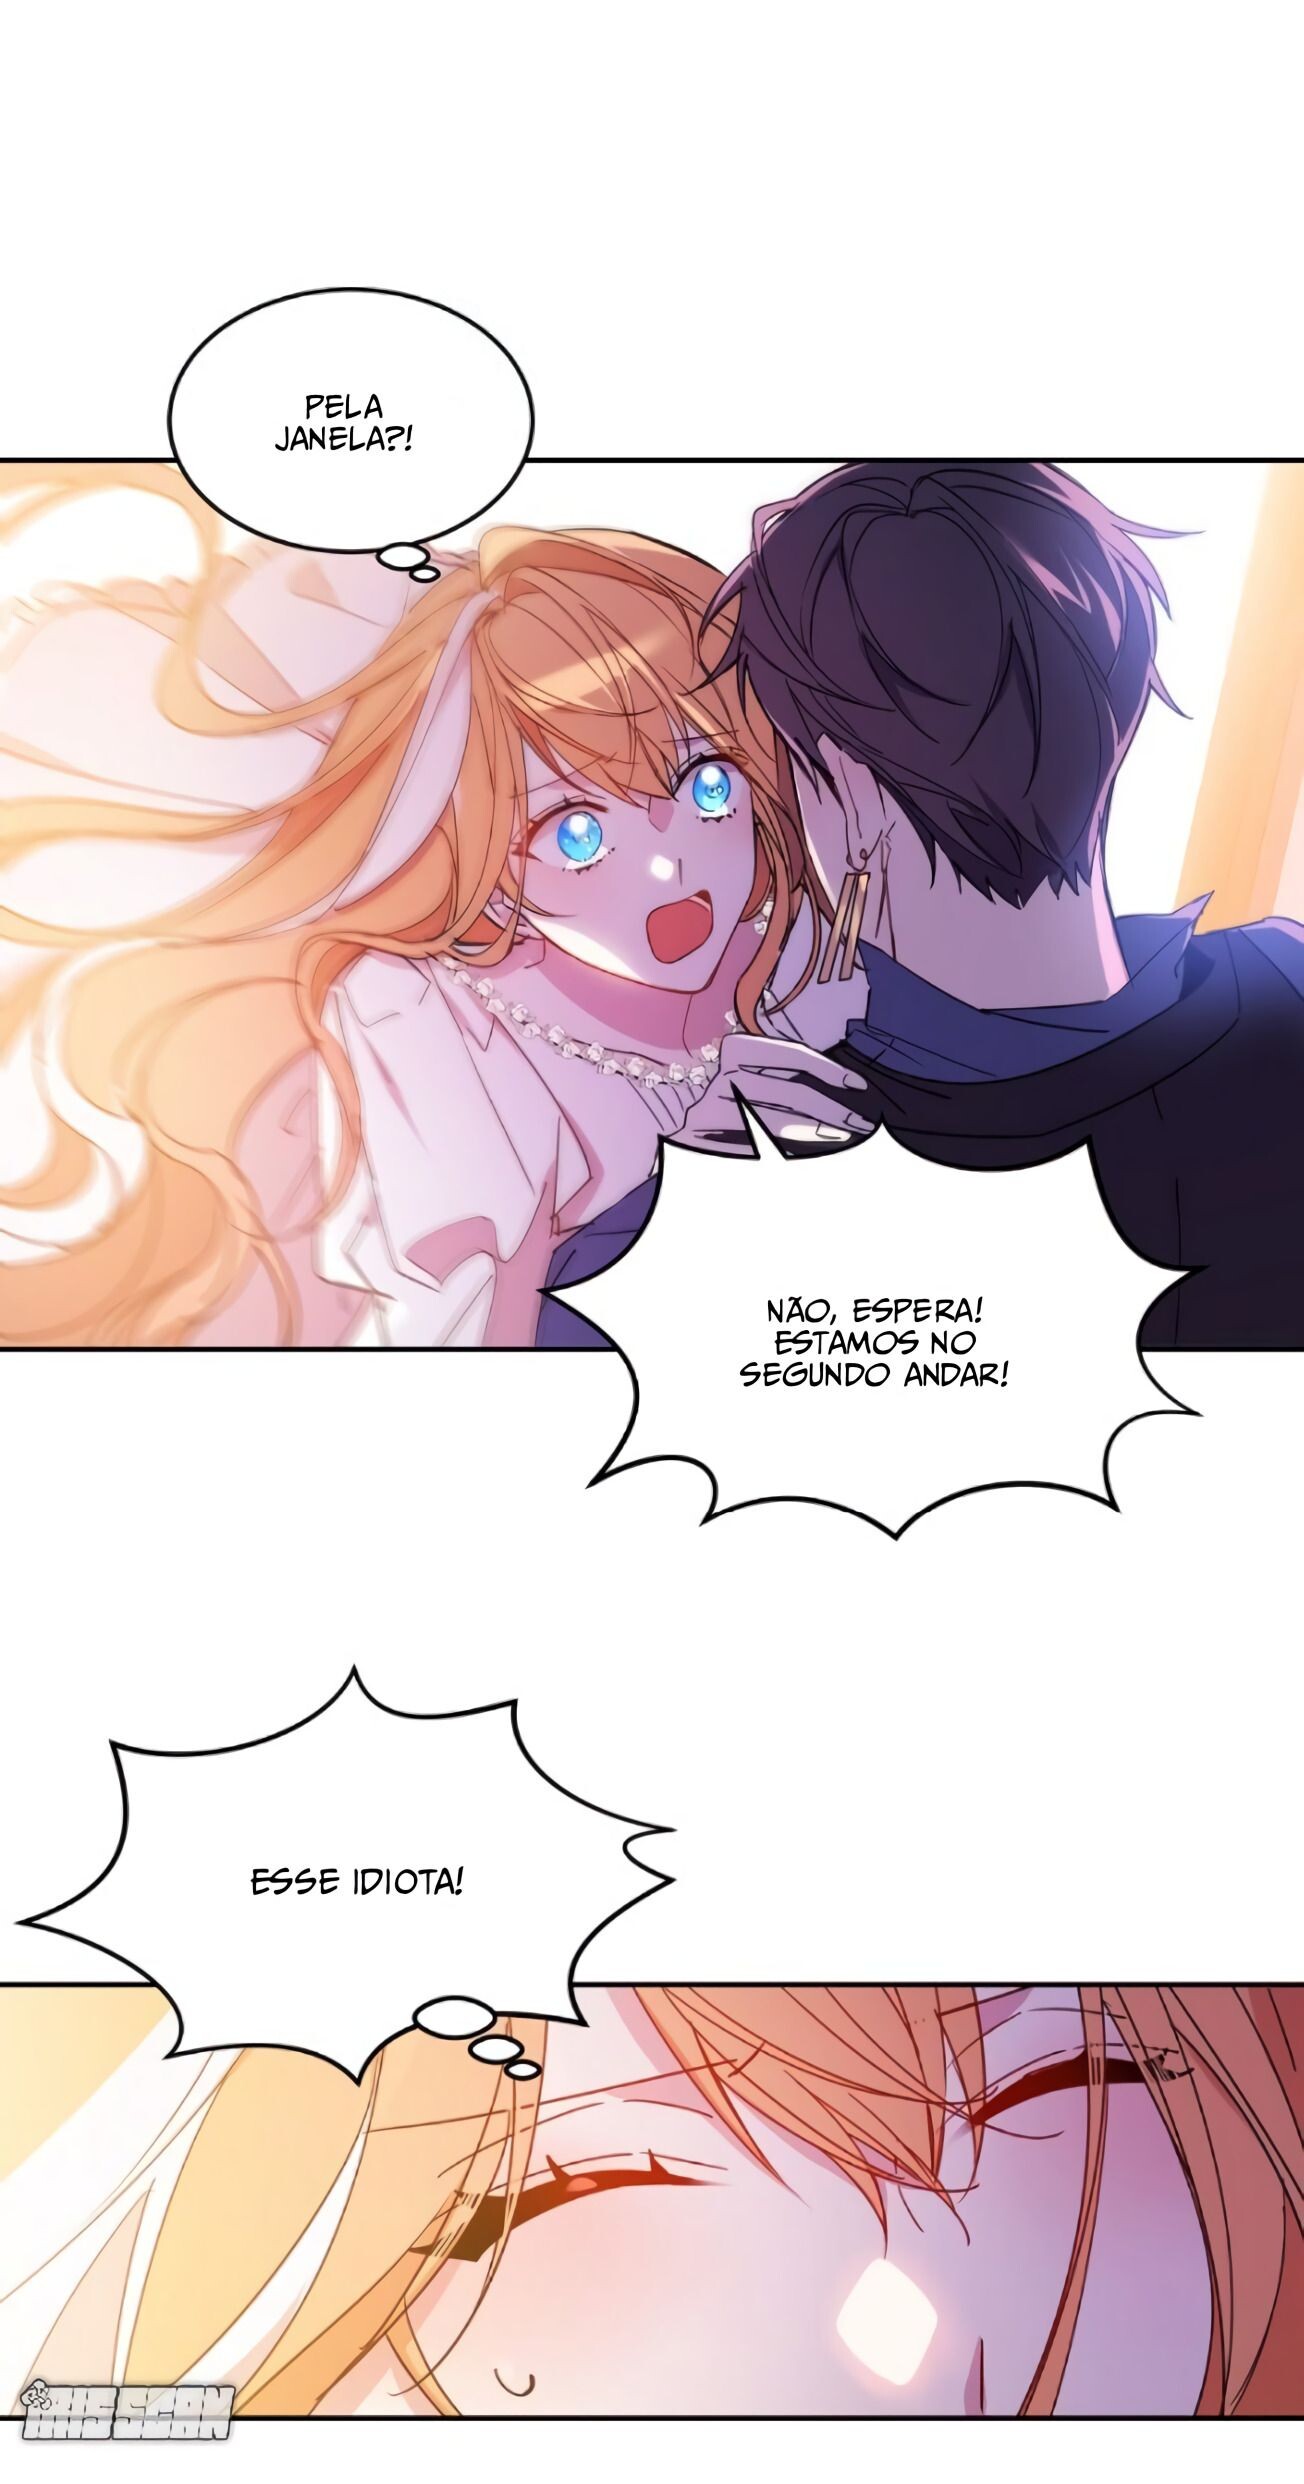 PELA
JANELA?!
NÃO, ESPERA!
ESTAMOS NO
SEGUNDO ANDAR!
ESSE IDIOTA!